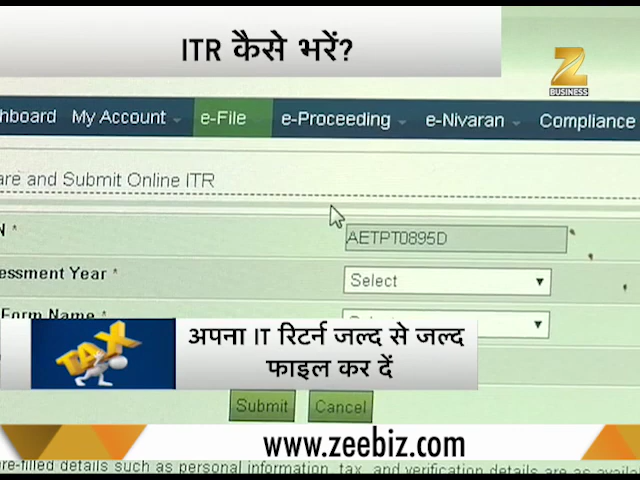 ITR कैसे भरें?
Z
BUSINESS
hboard My Account e-File e-Proceeding e-Nivaran Compliance
are and Submit Online ITR
N * AETPT0895D
essment Year * Select
Form Name *
TAX
अपना IT रिटर्न जल्द से जल्द
फाइल कर दें
Submit Cancel
www.zeebiz.com
re-filled details such as personal information, tax, and verification details are as availa